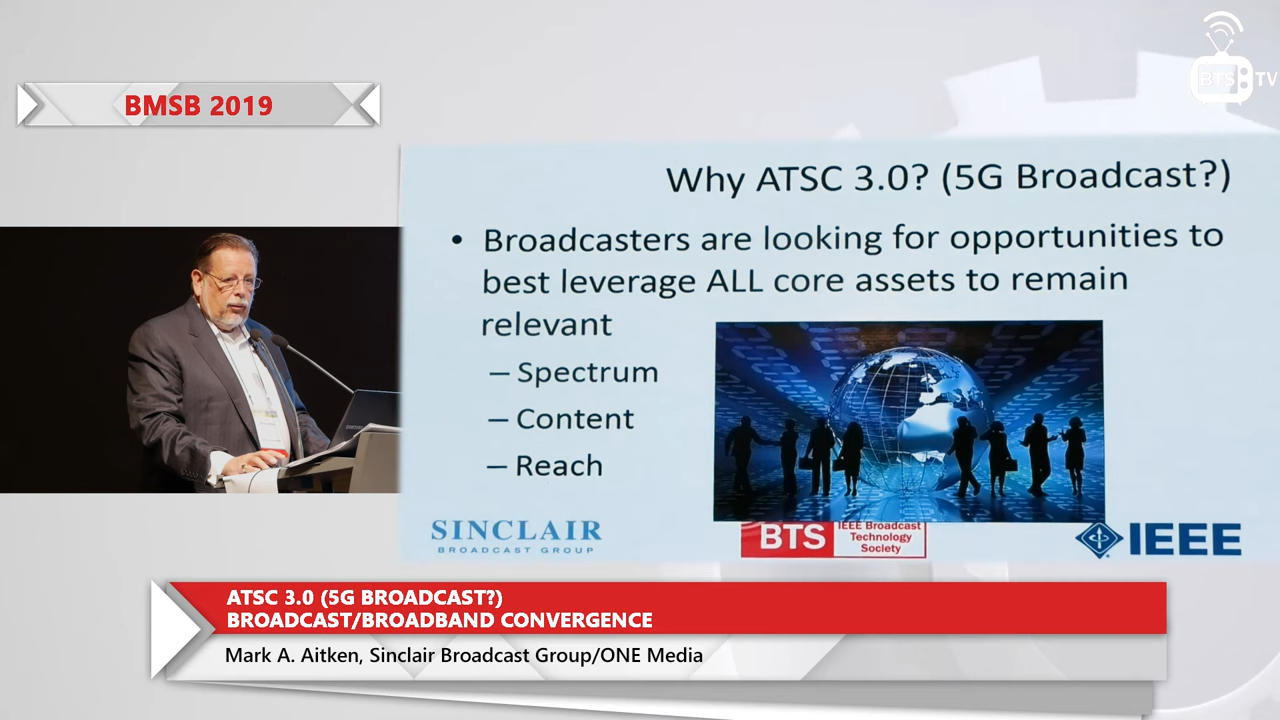 BTS TV
BMSB 2019
Why ATSC 3.0? (5G Broadcast?)
• Broadcasters are looking for opportunities to
best leverage ALL core assets to remain
relevant
– Spectrum
– Content
– Reach
SINCLAIR
BROADCAST GROUP
BTS
IEEE Broadcast
Technology
Society
IEEE
ATSC 3.0 (5G BROADCAST?)
BROADCAST/BROADBAND CONVERGENCE
Mark A. Aitken, Sinclair Broadcast Group/ONE Media